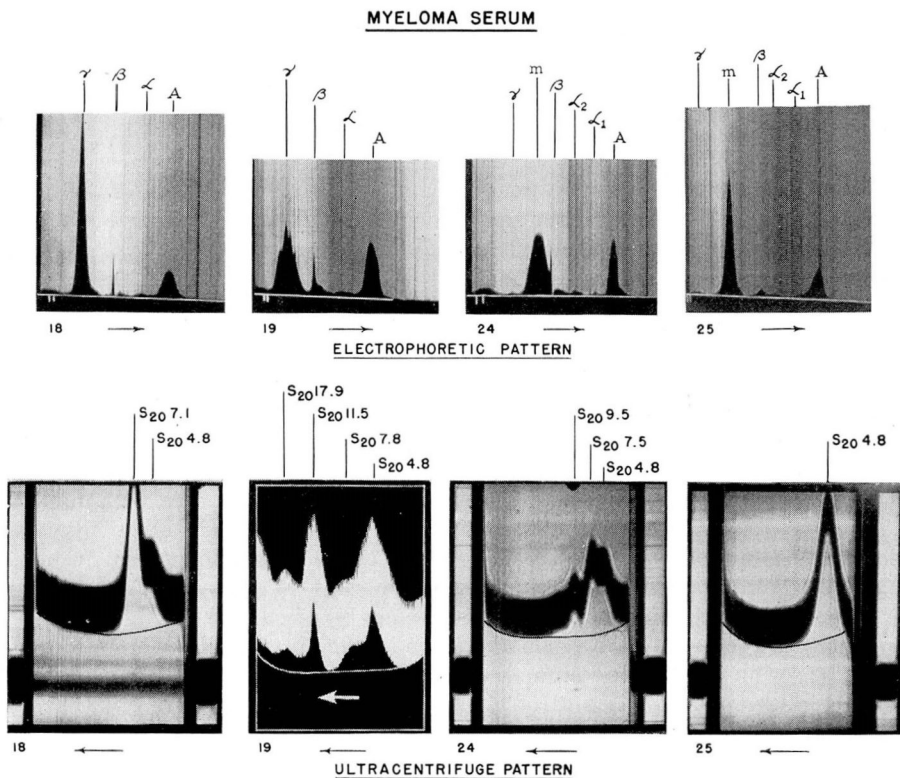 MYELOMA SERUM
γ β α A
γ β α A
γ m β α2 α1 A
γ m β α2 α1 A
18 → 19 → 24 → 25 →
ELECTROPHORETIC PATTERN
S20 7.1
S20 4.8
S20 17.9
S20 11.5
S20 7.8
S20 4.8
S20 9.5
S20 7.5
S20 4.8
S20 4.8
18 ← 19 ← 24 ← 25 ←
ULTRACENTRIFUGE PATTERN